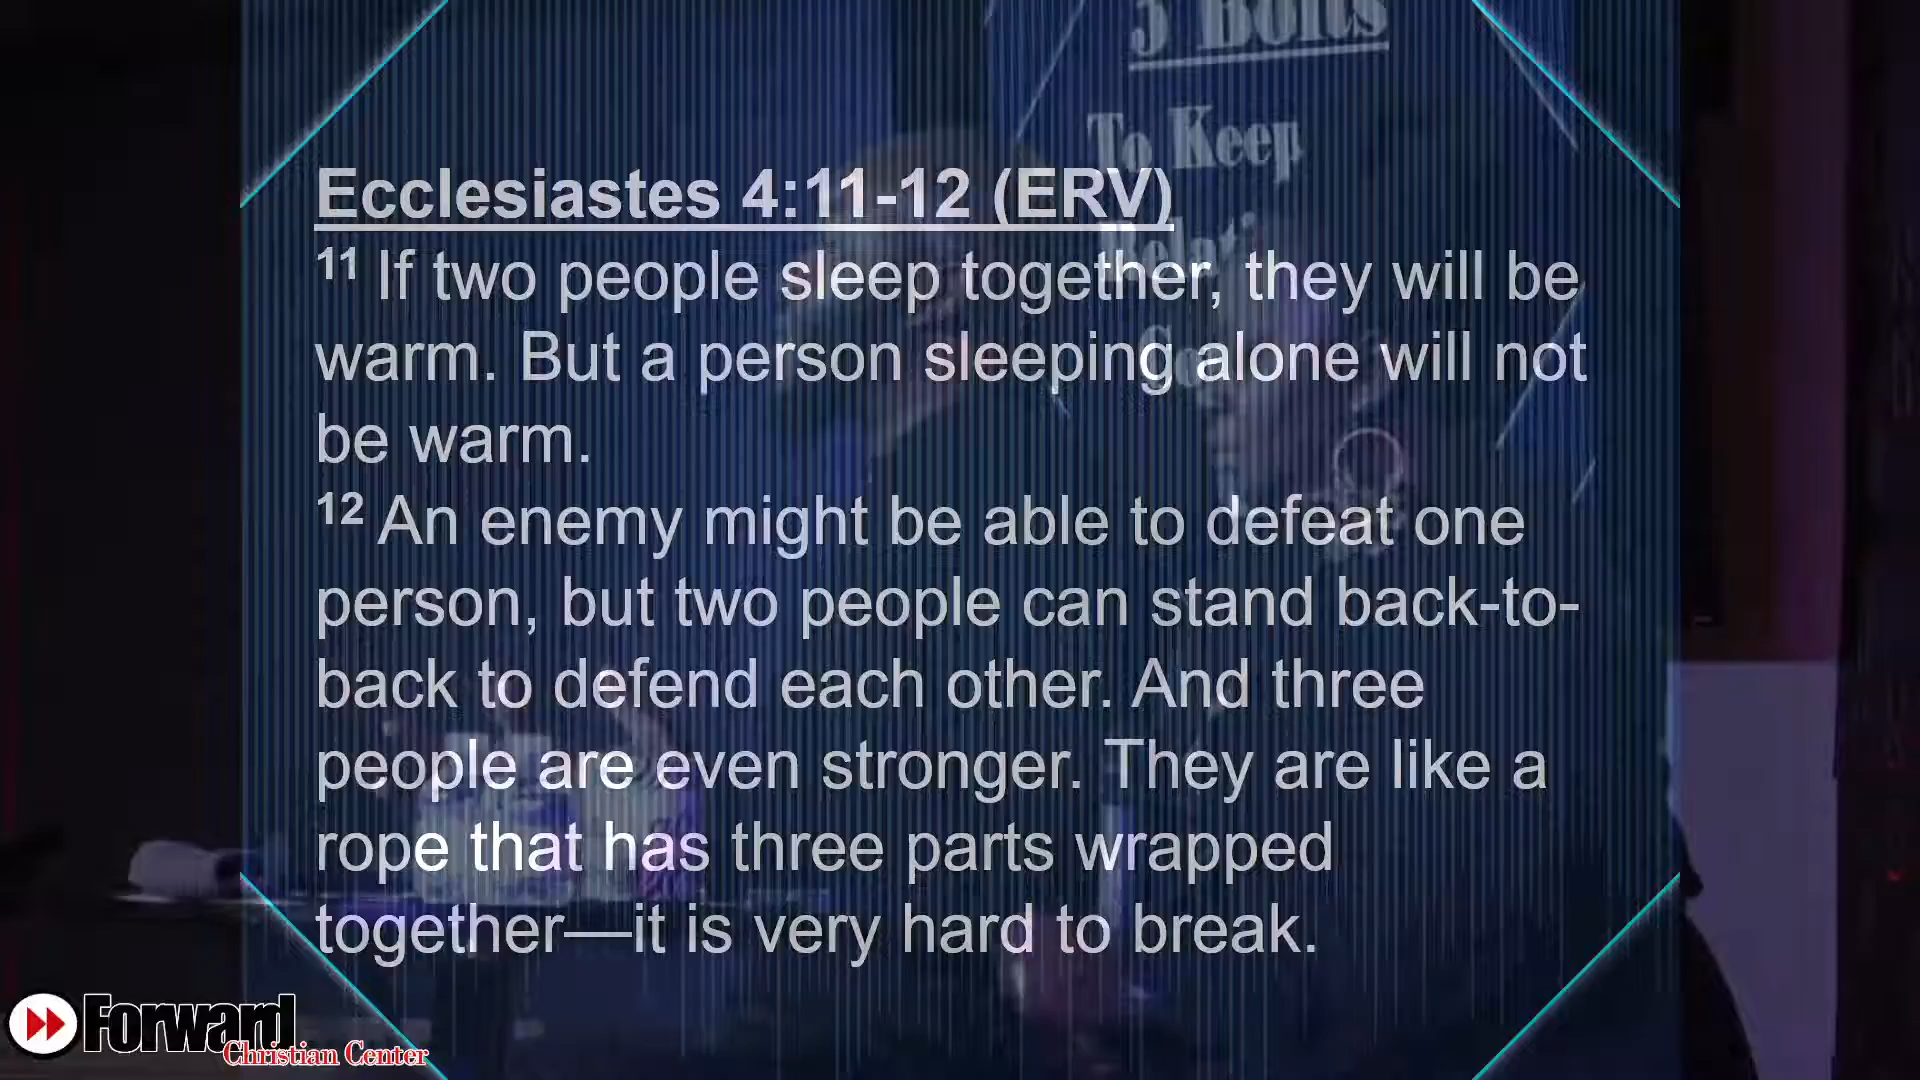 5 Bolts
To Keep
Ecclesiastes 4:11-12 (ERV)
11 If two people sleep together, they will be
warm. But a person sleeping alone will not
be warm.
12 An enemy might be able to defeat one
person, but two people can stand back-to-
back to defend each other. And three
people are even stronger. They are like a
rope that has three parts wrapped
together—it is very hard to break.
Forward
Christian Center